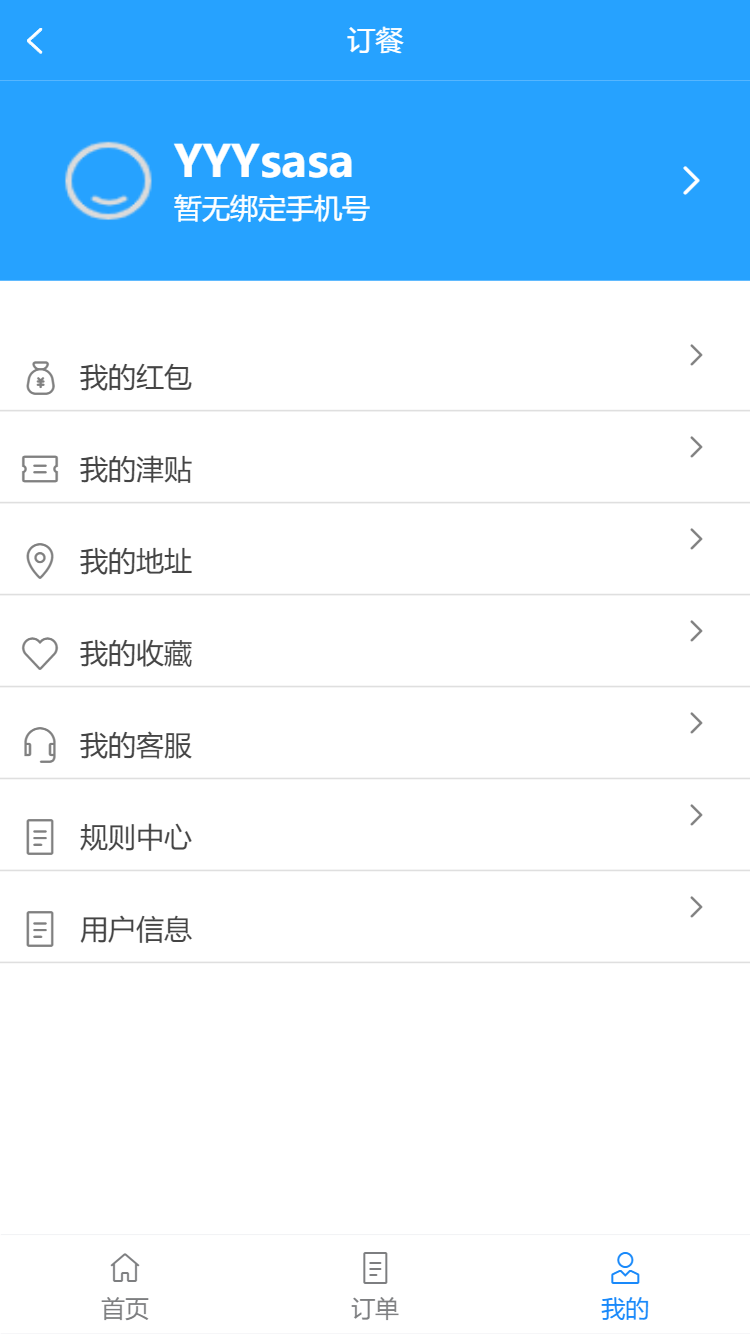 订餐
YYYsasa
暂无绑定手机号
我的红包
我的津贴
我的地址
我的收藏
我的客服
规则中心
用户信息
首页 订单 我的